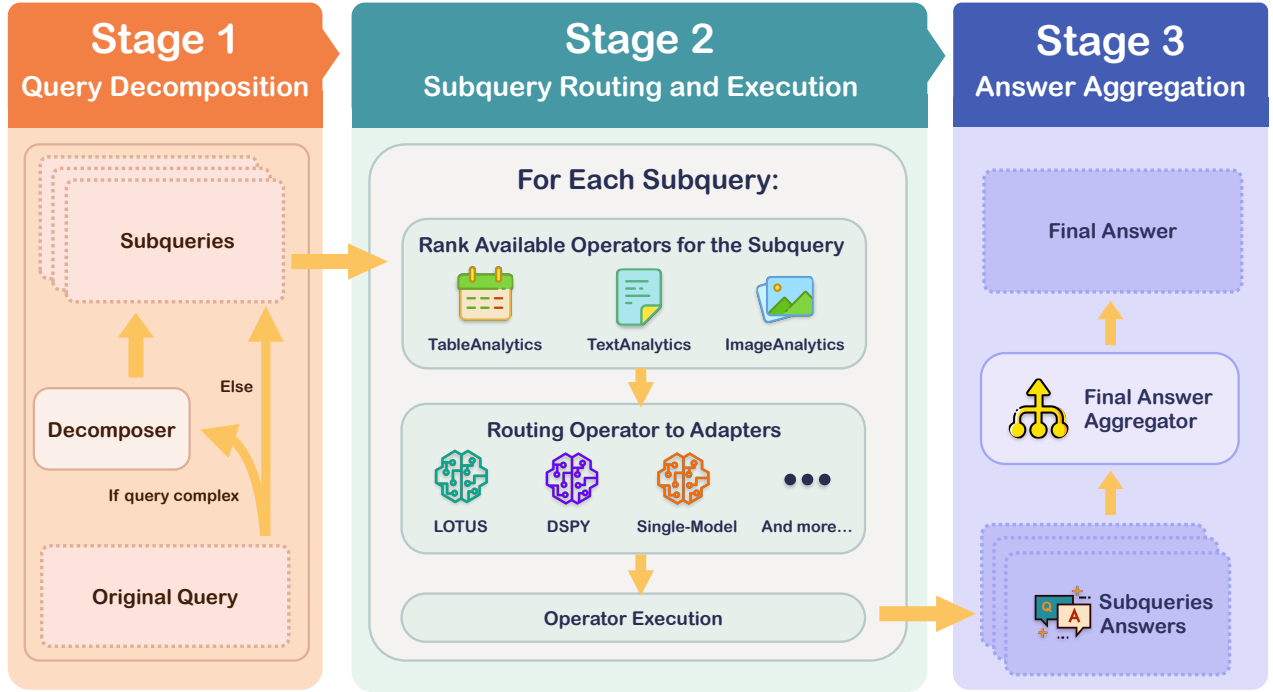 Stage 1
Query Decomposition
Subqueries
Else
Decomposer
If query complex
Original Query
Stage 2
Subquery Routing and Execution
For Each Subquery:
Rank Available Operators for the Subquery
TableAnalytics
TextAnalytics
ImageAnalytics
Routing Operator to Adapters
LOTUS
DSPY
Single-Model
And more...
Operator Execution
Stage 3
Answer Aggregation
Final Answer
Final Answer
Aggregator
Q
A
Subqueries
Answers